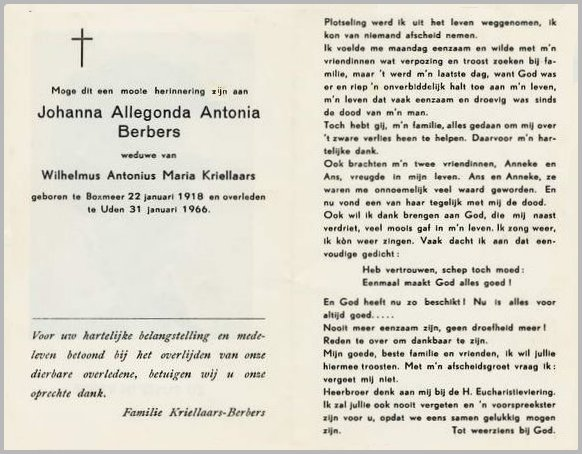 Moge dit een mooie herinnering zijn aan
Johanna Allegonda Antonia
Berbers
weduwe van
Wilhelmus Antonius Maria Kriellaars
geboren te Boxmeer 22 januari 1918 en overleden
te Uden 31 januari 1966.
Voor uw hartelijke belangstelling en mede-
leven betoond bij het overlijden van onze
dierbare overledene, betuigen wij u onze
oprechte dank.
Familie Kriellaars-Berbers
Plotseling werd ik uit het leven weggenomen, ik
kon van niemand afscheid nemen.
Ik voelde me maandag eenzaam en wilde met m'n
vriendinnen wat verpozing en troost zoeken bij fa-
milie, maar 't werd m'n laatste dag, want God was
er en riep 'n onverbiddelijk halt toe aan m'n leven,
m'n leven dat vaak eenzaam en droevig was sinds
de dood van m'n man.
Toch hebt gij, m'n familie, alles gedaan om mij over
't zware verlies heen te helpen. Daarvoor m'n har-
telijke dank.
Ook brachten m'n twee vriendinnen, Anneke en
Ans, vreugde in mijn leven. Ans en Anneke, ze
waren me onnoemelijk veel waard geworden. En
nu vond een van haar tegelijk met mij de dood.
Ook wil ik dank brengen aan God, die mij naast
verdriet, veel moois gaf in m'n leven. Ik zong weer,
ik kòn weer zingen. Vaak dacht ik aan dat een-
voudige gedicht :
Heb vertrouwen, schep toch moed :
Eenmaal maakt God alles goed !
En God heeft nu zo beschikt ! Nu is alles voor
altijd goed.....
Nooit meer eenzaam zijn, geen droefheid meer !
Reden te over om dankbaar te zijn.
Mijn goede, beste familie en vrienden, ik wil jullie
hiermee troosten. Met m'n afscheidsgroet vraag ik :
vergeet mij niet.
Heerbroer denk aan mij bij de H. Eucharistieviering.
Ik zal jullie ook nooit vergeten en 'n voorspreekster
zijn voor u, opdat we eens samen gelukkig mogen
zijn. Tot weerziens bij God.